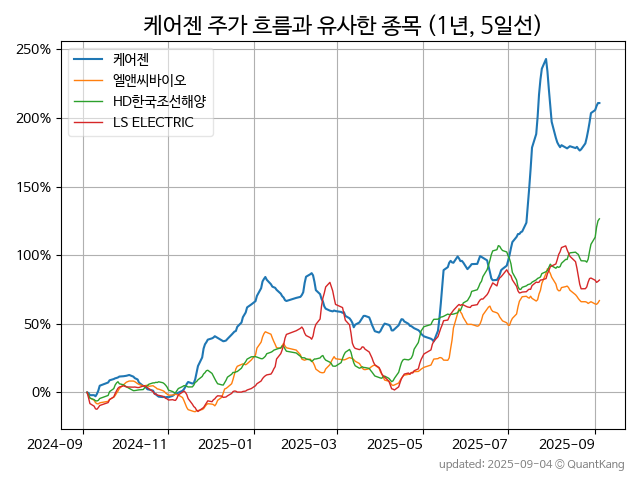 케어젠 주가 흐름과 유사한 종목 (1년, 5일선)
250%
200%
150%
100%
50%
0%
케어젠
엘앤씨바이오
HD한국조선해양
LS ELECTRIC
2024-09 2024-11 2025-01 2025-03 2025-05 2025-07 2025-09
updated: 2025-09-04 © QuantKang